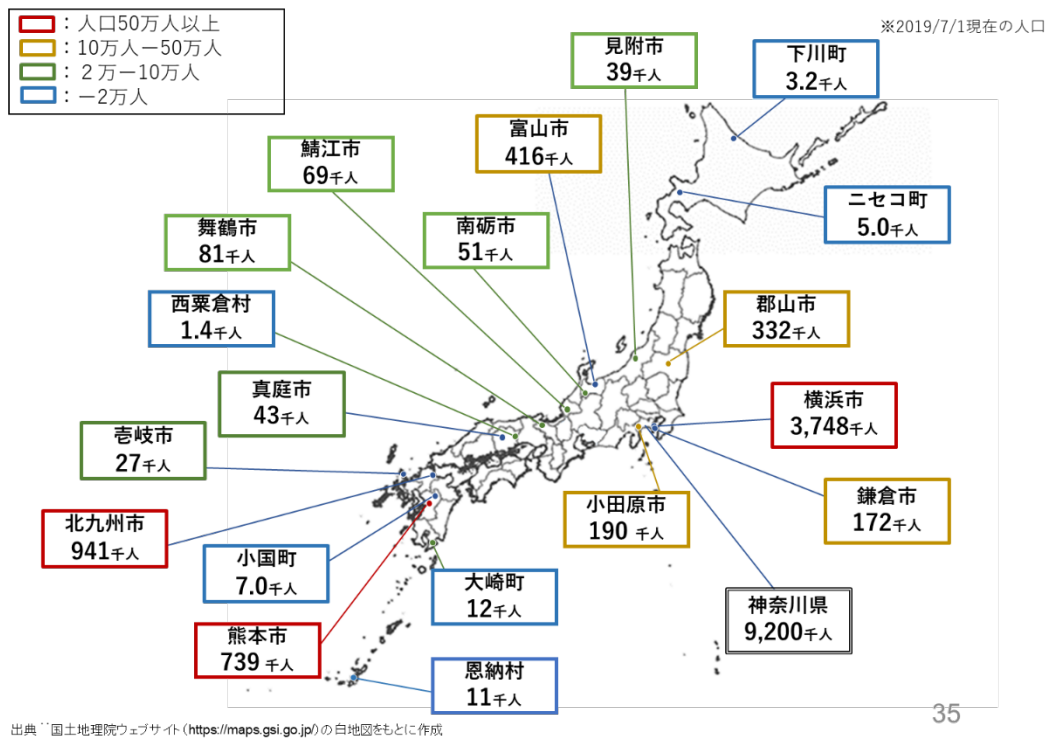 ：人口50万人以上
：10万人ー50万人
：２万ー10万人
：ー2万人
※2019/7/1現在の人口
見附市
39千人
下川町
3.2千人
富山市
416千人
鯖江市
69千人
ニセコ町
5.0千人
舞鶴市
81千人
南砺市
51千人
西粟倉村
1.4千人
郡山市
332千人
真庭市
43千人
横浜市
3,748千人
壱岐市
27千人
鎌倉市
172千人
小田原市
190 千人
北九州市
941千人
小国町
7.0千人
大崎町
12千人
神奈川県
9,200千人
熊本市
739 千人
恩納村
11千人
35
出典｀｀国土地理院ウェブサイト（https://maps.gsi.go.jp/)の白地図をもとに作成